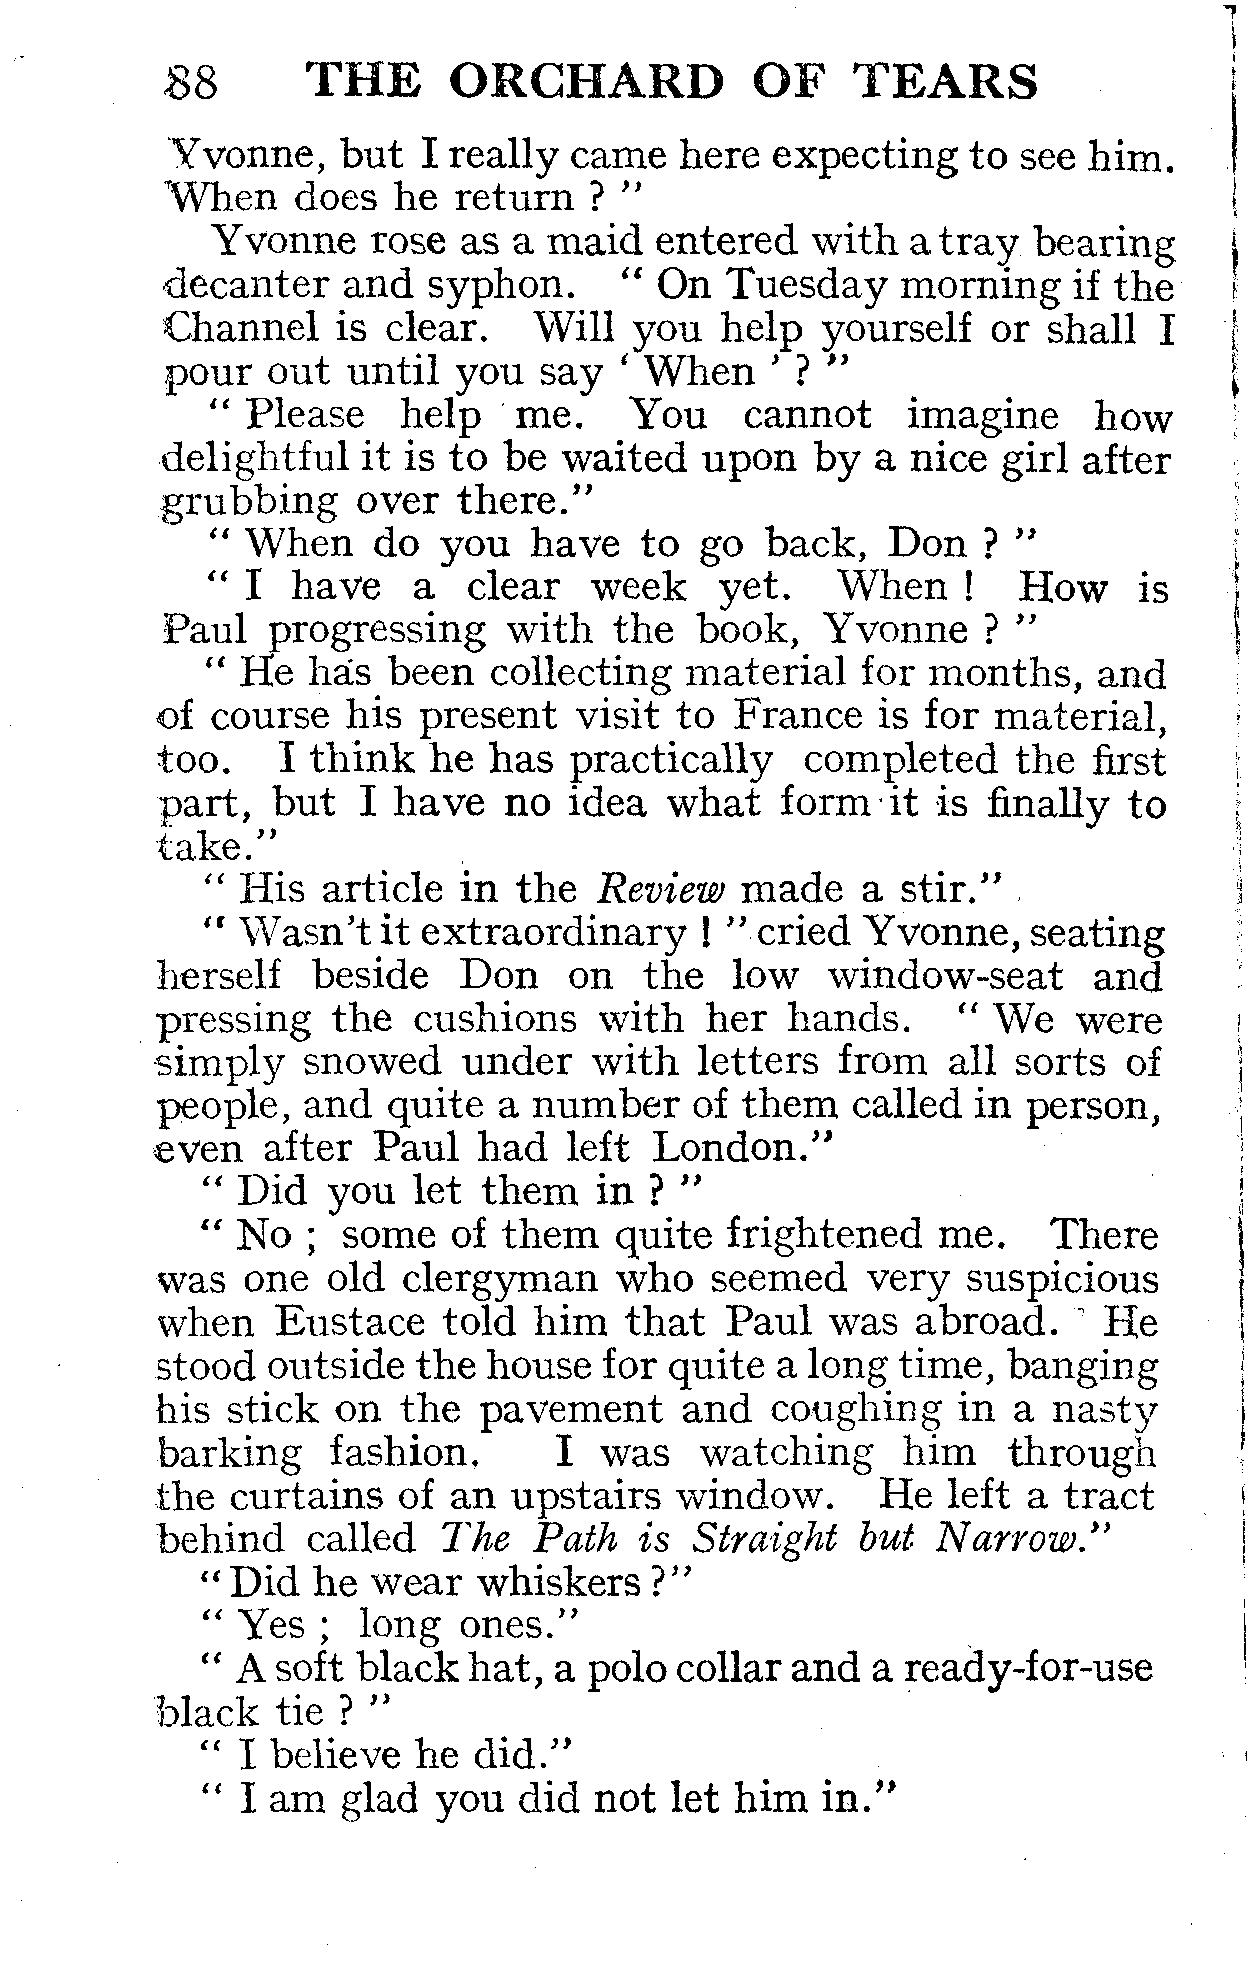 88 THE ORCHARD OF TEARS
Yvonne, but I really came here expecting to see him.
When does he return ? "
Yvonne rose as a maid entered with a tray bearing
decanter and syphon. " On Tuesday morning if the
Channel is clear. Will you help yourself or shall I
pour out until you say ' When ' ? "
" Please help me. You cannot imagine how
delightful it is to be waited upon by a nice girl after
grubbing over there."
" When do you have to go back, Don ? "
" I have a clear week yet. When ! How is
Paul progressing with the book, Yvonne ? "
" He has been collecting material for months, and
of course his present visit to France is for material,
too. I think he has practically completed the first
part, but I have no idea what form it is finally to
take."
" His article in the Review made a stir."
" Wasn't it extraordinary ! " cried Yvonne, seating
herself beside Don on the low window-seat and
pressing the cushions with her hands. " We were
simply snowed under with letters from all sorts of
people, and quite a number of them called in person,
even after Paul had left London."
" Did you let them in ? "
" No ; some of them quite frightened me. There
was one old clergyman who seemed very suspicious
when Eustace told him that Paul was abroad. He
stood outside the house for quite a long time, banging
his stick on the pavement and coughing in a nasty
barking fashion. I was watching him through
the curtains of an upstairs window. He left a tract
behind called The Path is Straight but Narrow."
" Did he wear whiskers ?"
" Yes ; long ones."
" A soft black hat, a polo collar and a ready-for-use
black tie ? "
" I believe he did."
" I am glad you did not let him in."